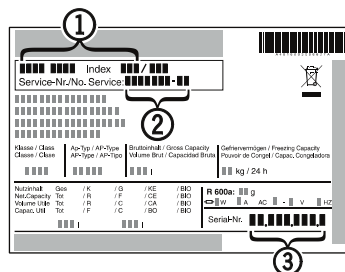 1
Index /
Service-Nr./No. Service: -
2
Klasse / Class
Classe / Clase
Ap-Typ / AP-Type
AP-Type / AP-Tipo
Bruttoinhalt / Gross Capacity
Volume Brut / Capacidad Bruta
Gefriervermögen / Freezing Capacity
Pouvoir de Congel / Capac, Congeladora
l
kg / 24 h
Nutzinhalt Ges / K / G / KE / BIO
Net.Capacity Tot / R / F / CE / BIO
Volume Utile Tot / R / C / CA / BIO
Capac, Util Tot / F / C / BO / BIO
l l
R 600a: g
W A AC - V HZ
Serial-Nr.
3